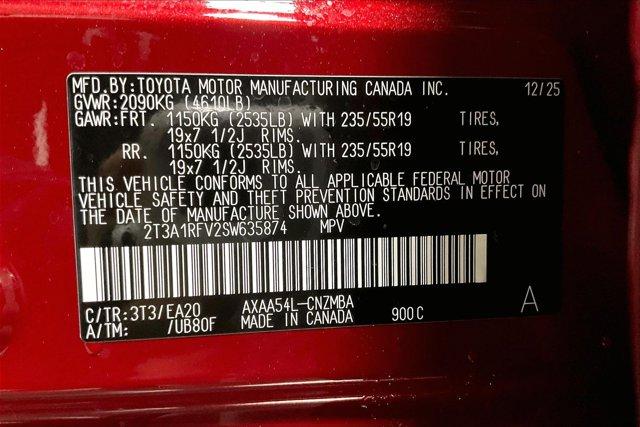 MFD.BY:TOYOTA MOTOR MANUFACTURING CANADA INC. 12/25
GVWR:2090KG (4610LB)
GAWR:FRT. 1150KG (2535LB) WITH 235/55R19 TIRES,
19x7 1/2J RIMS.
RR. 1150KG (2535LB) WITH 235/55R19 TIRES,
19x7 1/2J RIMS.
THIS VEHICLE CONFORMS TO ALL APPLICABLE FEDERAL MOTOR
VEHICLE SAFETY AND THEFT PREVENTION STANDARDS IN EFFECT ON
THE DATE OF MANUFACTURE SHOWN ABOVE.
2T3A1RFV2SW635874 MPV
C/TR:3T3/EA20 AXAA54L-CNZMBA A
A/TM: /UB80F MADE IN CANADA 900C